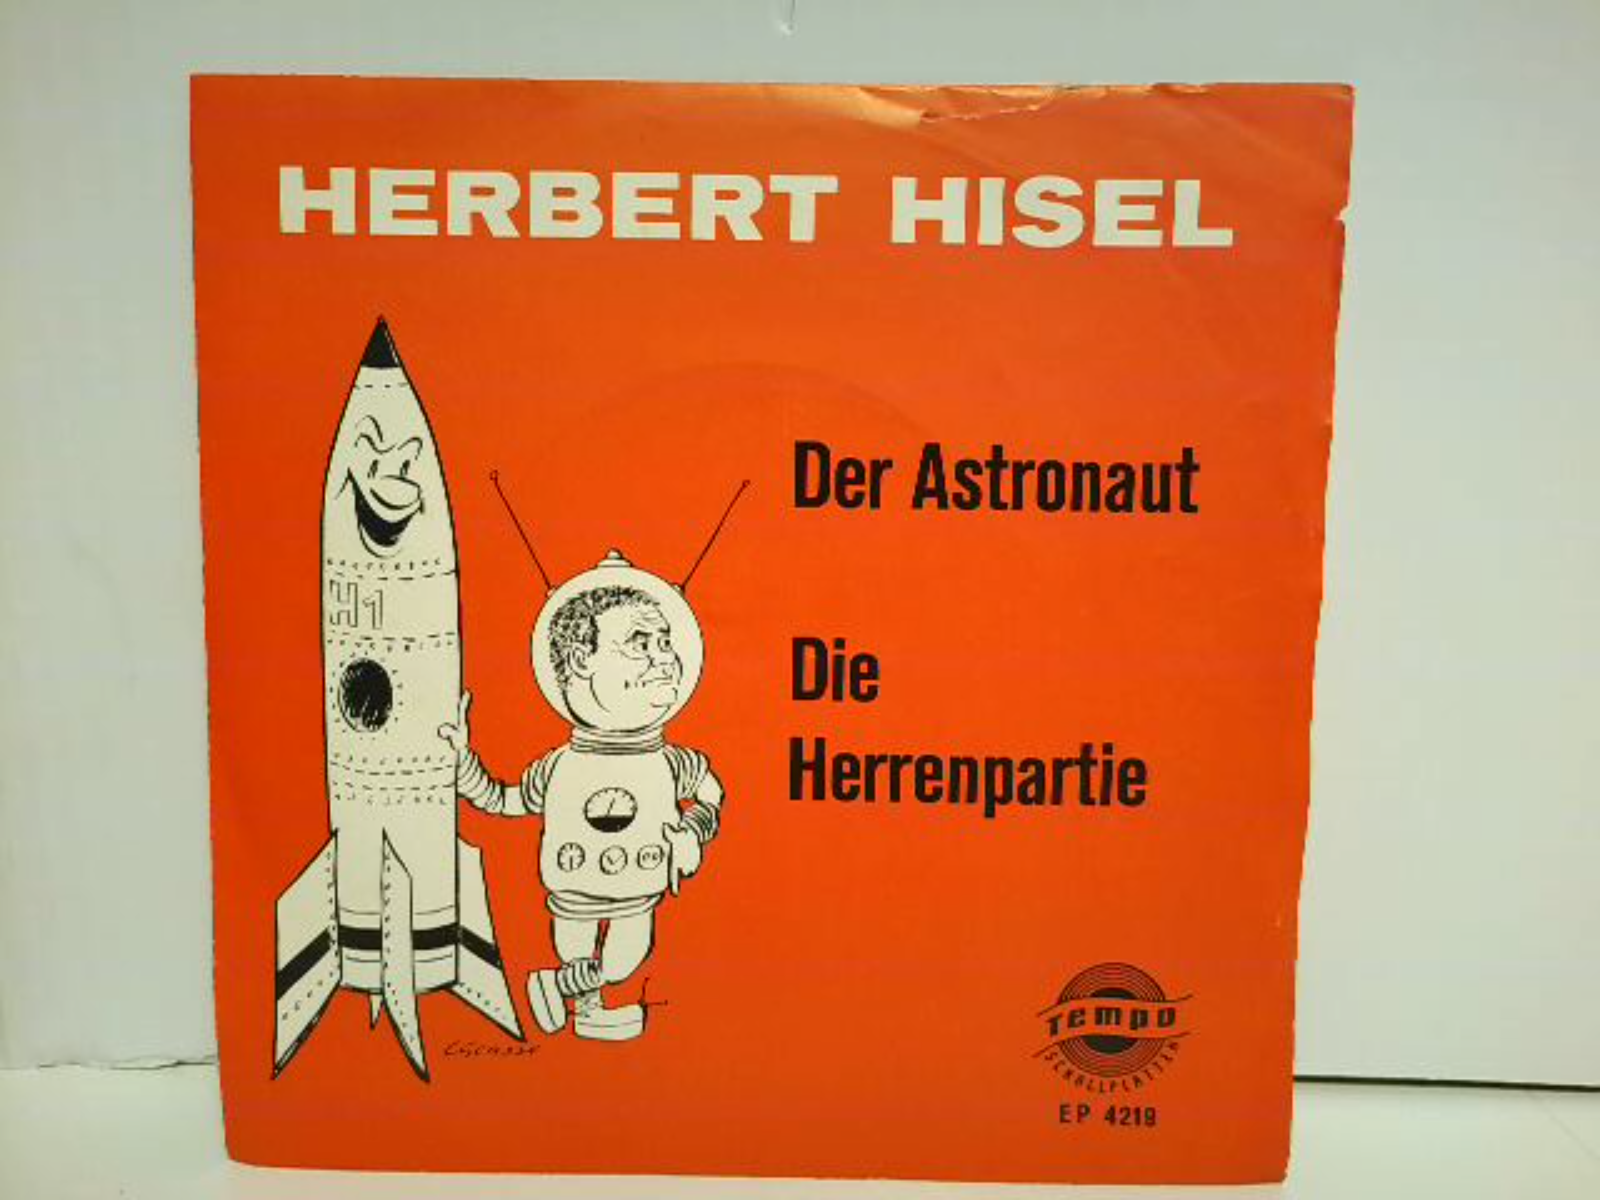 HERBERT HISEL
Der Astronaut
H1
Die
Herrenpartie
Tempo
SCHALLPLATTEN
EP 4219